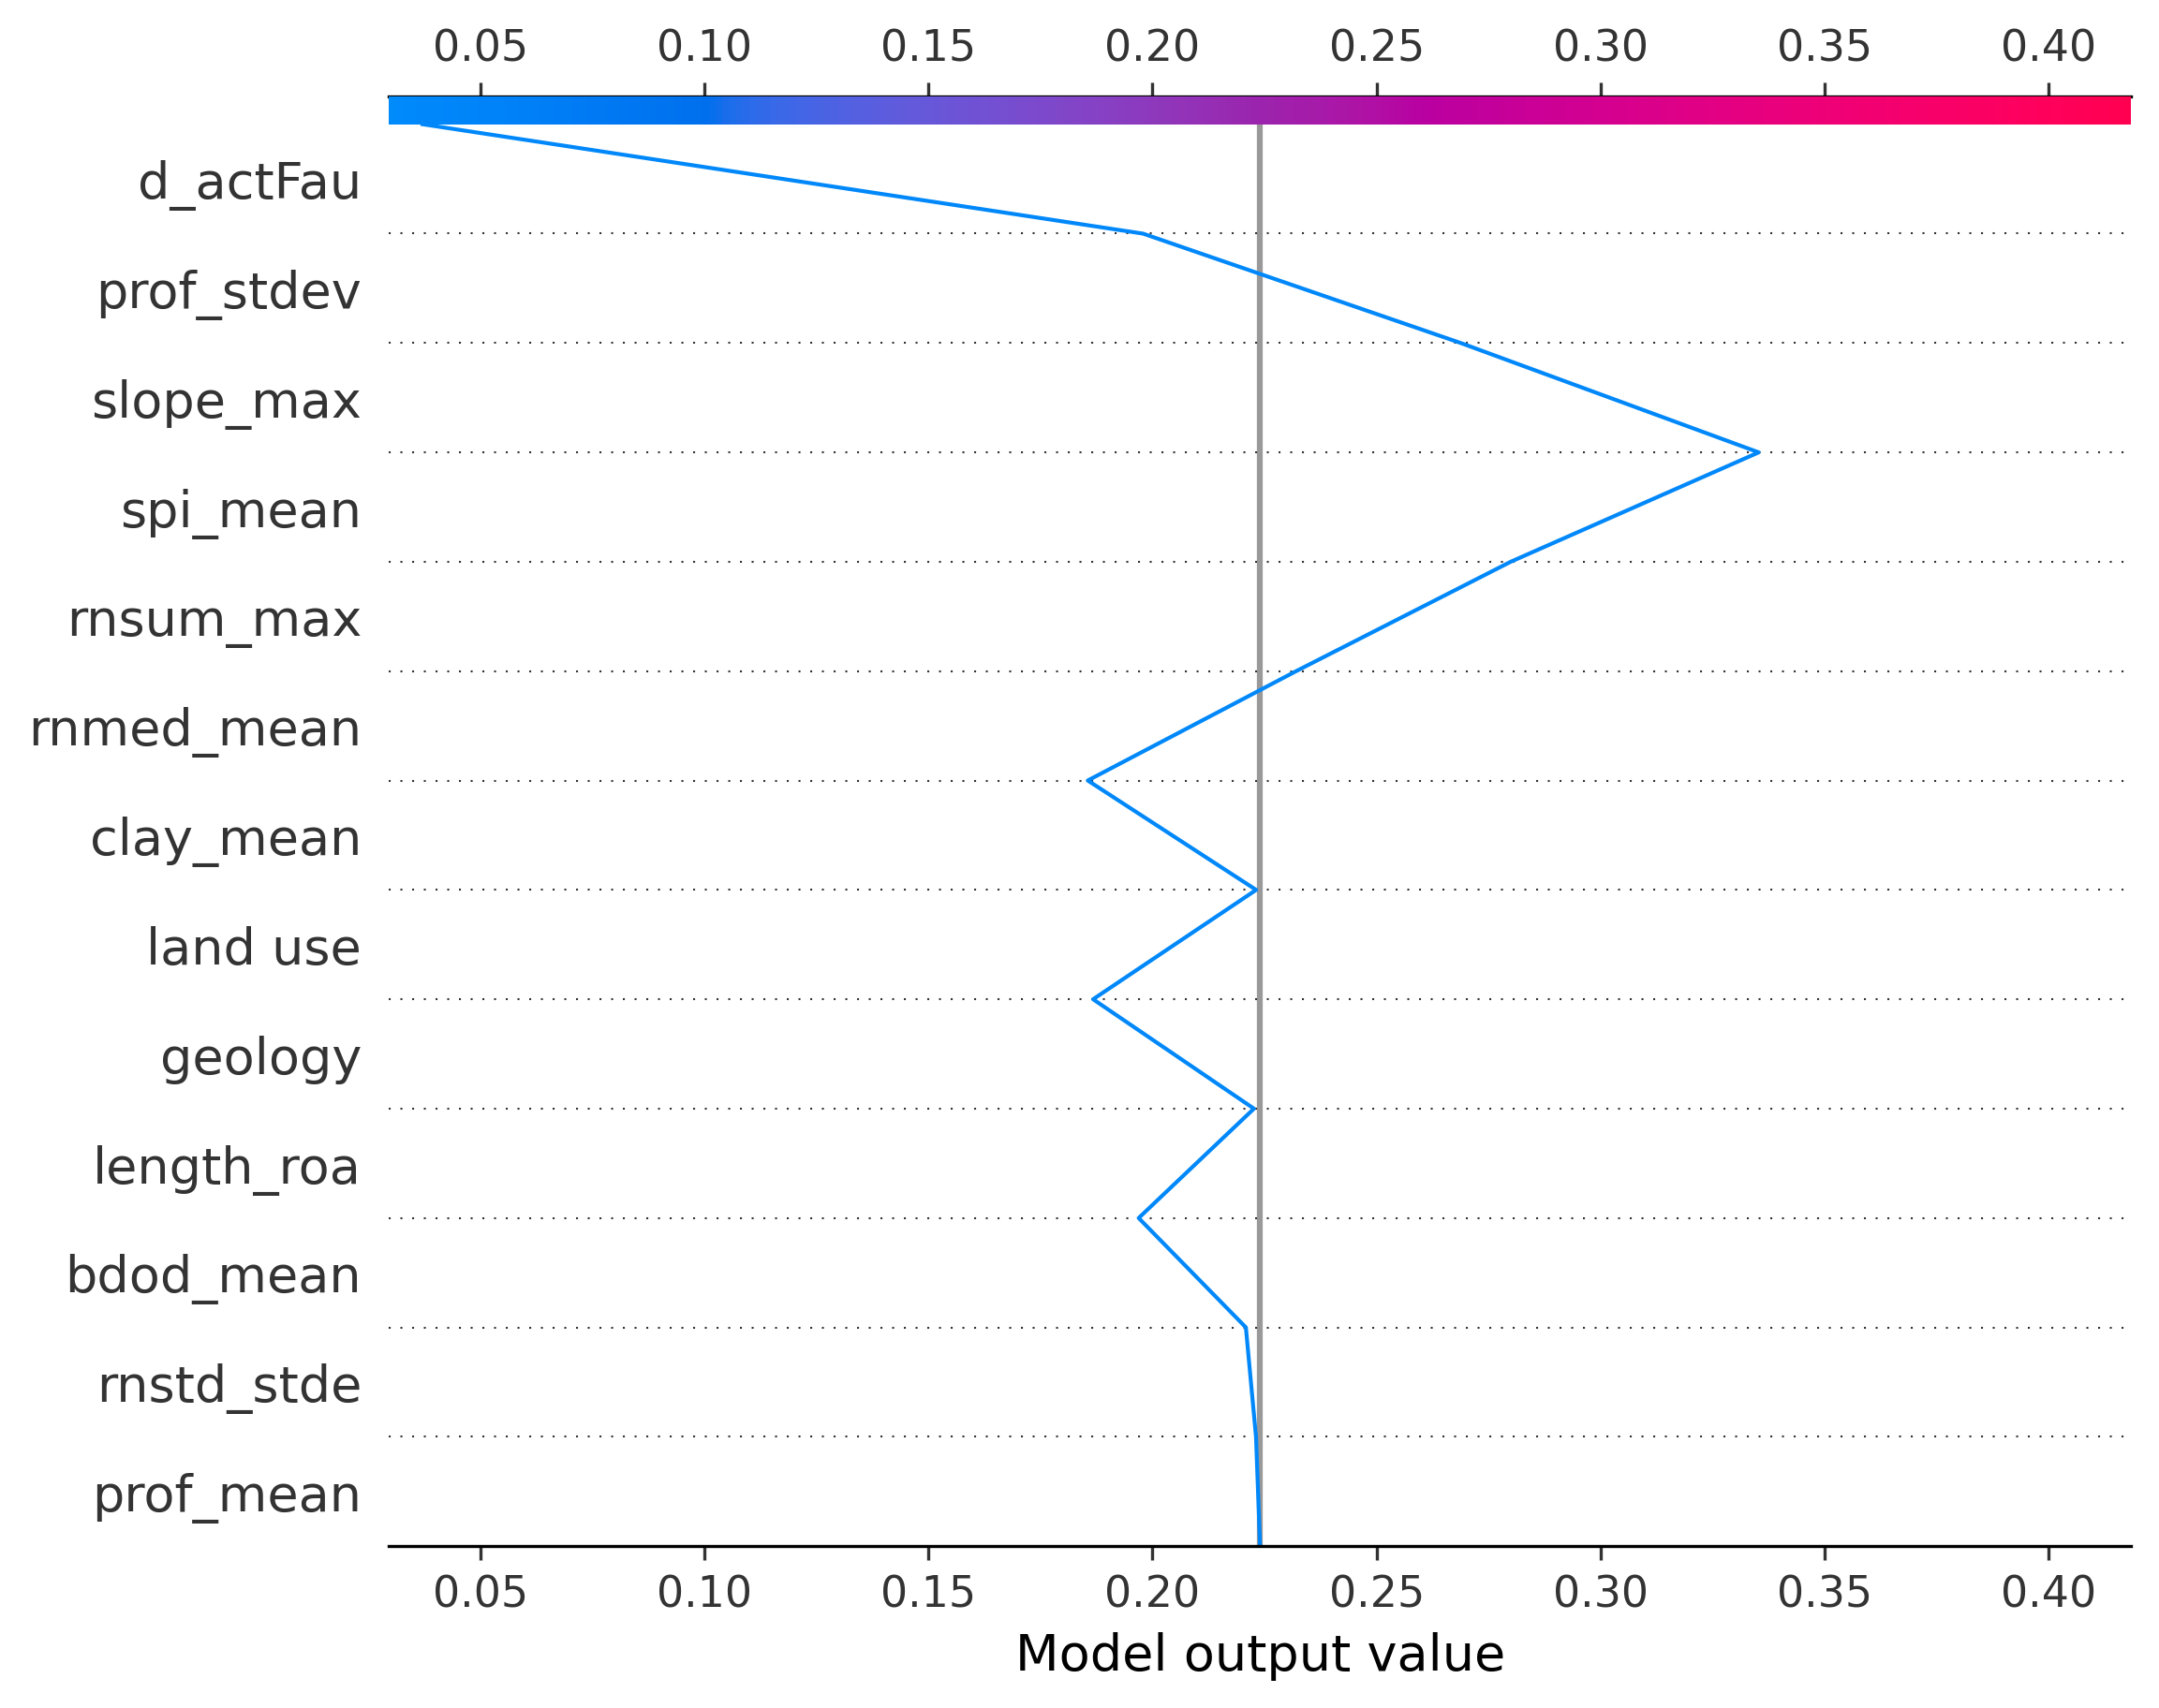 0.05 0.10 0.15 0.20 0.25 0.30 0.35 0.40
d_actFau
prof_stdev
slope_max
spi_mean
rnsum_max
rnmed_mean
clay_mean
land use
geology
length_roa
bdod_mean
rnstd_stde
prof_mean
0.05 0.10 0.15 0.20 0.25 0.30 0.35 0.40
Model output value